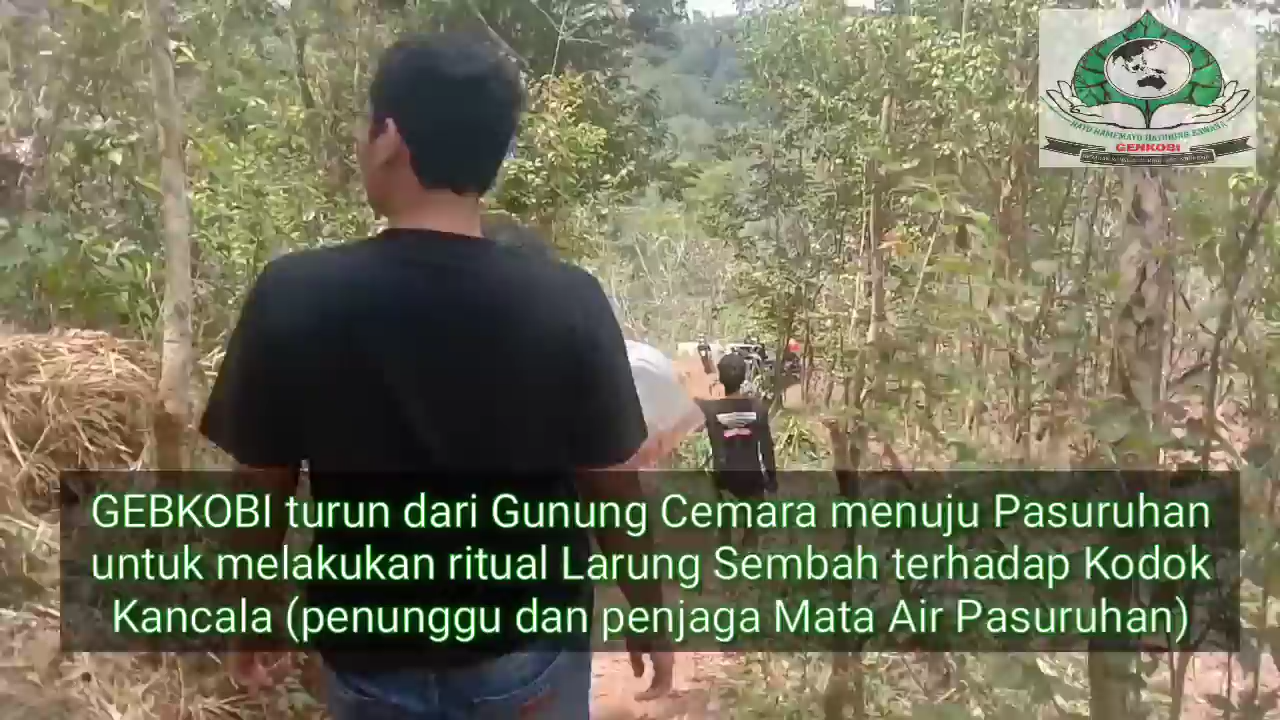 GENKOBI
GEBKOBI turun dari Gunung Cemara menuju Pasuruhan
untuk melakukan ritual Larung Sembah terhadap Kodok
Kancala (penunggu dan penjaga Mata Air Pasuruhan)